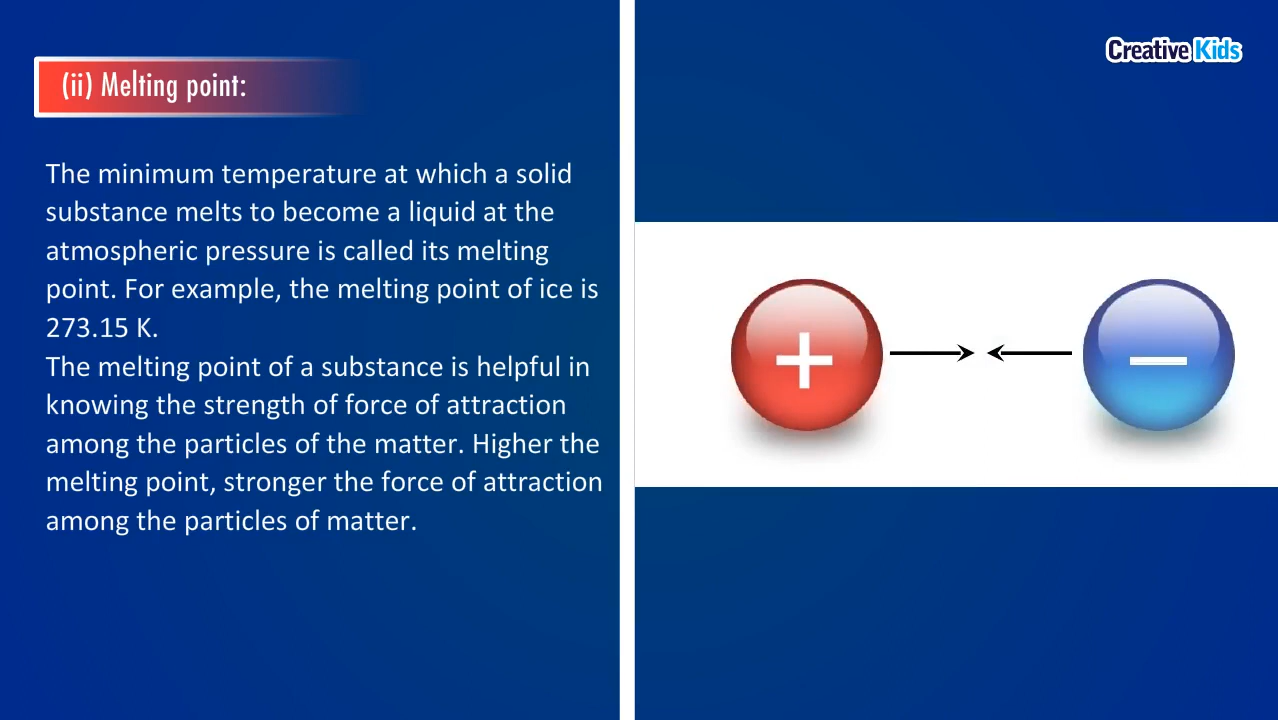 (ii) Melting point:
The minimum temperature at which a solid
substance melts to become a liquid at the
atmospheric pressure is called its melting
point. For example, the melting point of ice is
273.15 K.
The melting point of a substance is helpful in
knowing the strength of force of attraction
among the particles of the matter. Higher the
melting point, stronger the force of attraction
among the particles of matter.
Creative Kids
+ −